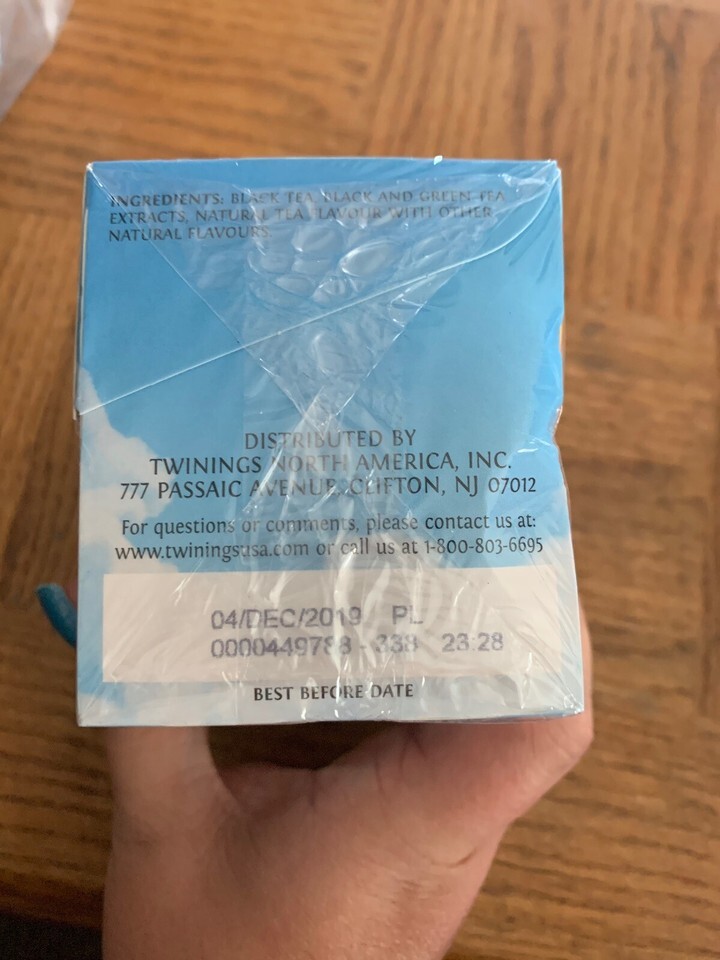 INGREDIENTS: BLACK TEA, BLACK AND GREEN TEA
EXTRACTS, NATURAL TEA FLAVOUR WITH OTHER
NATURAL FLAVOURS.
DISTRIBUTED BY
TWININGS NORTH AMERICA, INC.
777 PASSAIC AVENUE, CLIFTON, NJ 07012
For questions or comments, please contact us at:
www.twiningsusa.com or call us at 1-800-803-6695
04/DEC/2019 PL
0000449788 - 338 23:28
BEST BEFORE DATE